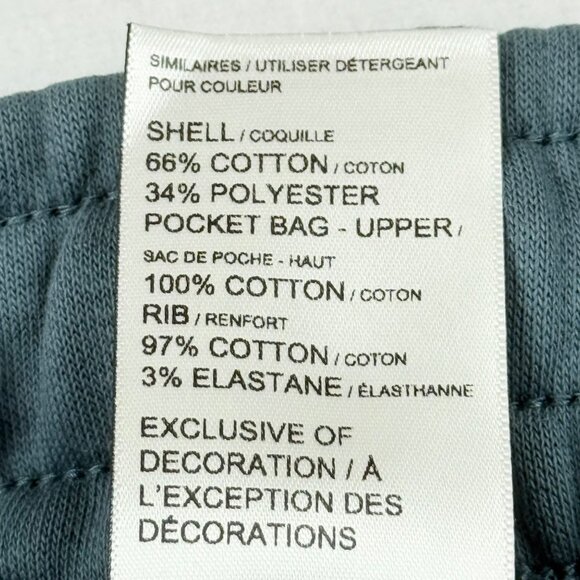 SIMILAIRES / UTILISER DÉTERGEANT
POUR COULEUR
SHELL / COQUILLE
66% COTTON / COTON
34% POLYESTER
POCKET BAG - UPPER /
SAC DE POCHE - HAUT
100% COTTON / COTON
RIB / RENFORT
97% COTTON / COTON
3% ELASTANE / ÉLASTHANNE
EXCLUSIVE OF
DECORATION / À
L'EXCEPTION DES
DÉCORATIONS